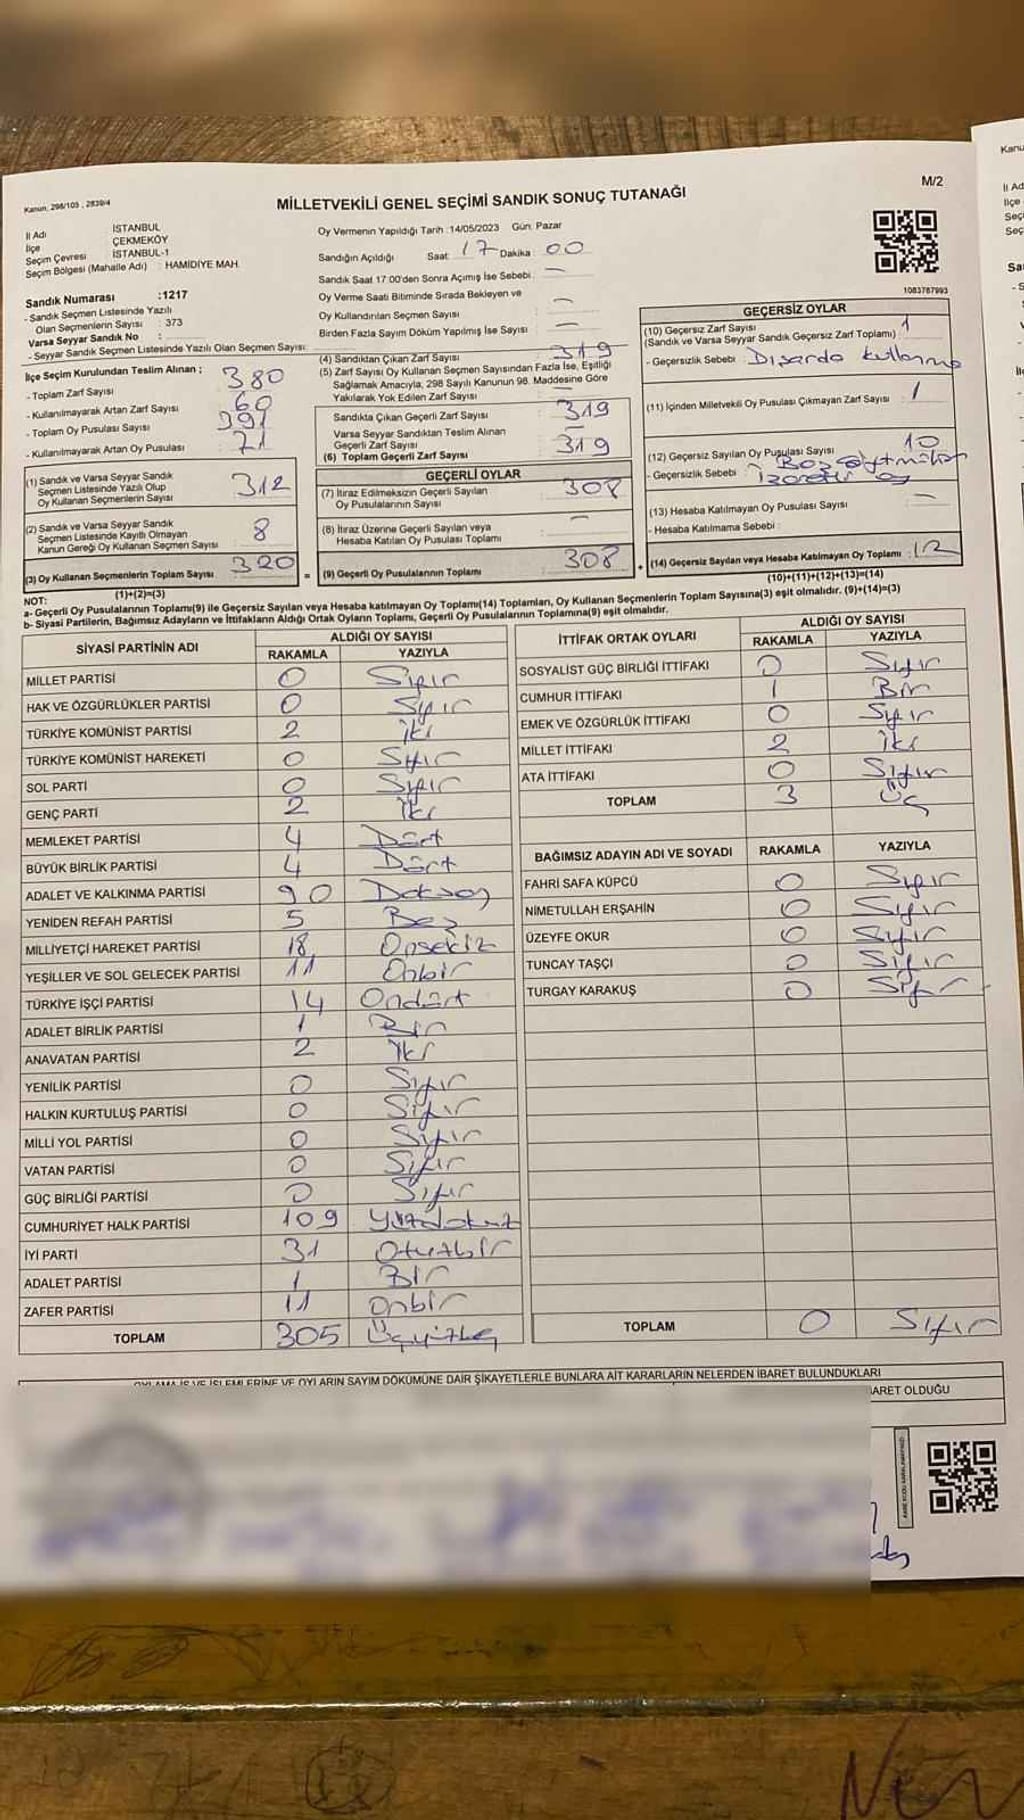 M/2
Kanun: 298/105 , 2839/4
MİLLETVEKİLİ GENEL SEÇİMİ SANDIK SONUÇ TUTANAĞI
İl Adı İSTANBUL
İlçe ÇEKMEKÖY
Seçim Çevresi İSTANBUL-1
Seçim Bölgesi (Mahalle Adı) : HAMİDİYE MAH.
Sandık Numarası :1217
- Sandık Seçmen Listesinde Yazılı
Olan Seçmenlerin Sayısı : 373
Varsa Seyyar Sandık No :
- Seyyar Sandık Seçmen Listesinde Yazılı Olan Seçmen Sayısı:
Oy Vermenin Yapıldığı Tarih :14/05/2023 Gün: Pazar
Sandığın Açıldığı Saat: 17 Dakika: 00
Sandık Saat 17:00'den Sonra Açımış İse Sebebi : —
Oy Verme Saati Bitiminde Sırada Bekleyen ve
Oy Kullandırılan Seçmen Sayısı : —
Birden Fazla Sayım Döküm Yapılmış İse Sayısı : —
1083787993
İlçe Seçim Kurulundan Teslim Alınan ;
- Toplam Zarf Sayısı : 380
- Kullanılmayarak Artan Zarf Sayısı : 60
- Toplam Oy Pusulası Sayısı : 391
- Kullanılmayarak Artan Oy Pusulası : 71
(1) Sandık ve Varsa Seyyar Sandık
Seçmen Listesinde Yazılı Olup
Oy Kullanan Seçmenlerin Sayısı : 312
(2) Sandık ve Varsa Seyyar Sandık
Seçmen Listesinde Kayıtlı Olmayan
Kanun Gereği Oy Kullanan Seçmen Sayısı : 8
(3) Oy Kullanan Seçmenlerin Toplam Sayısı : 320
(1)+(2)=(3)
(4) Sandıktan Çıkan Zarf Sayısı : 319
(5) Zarf Sayısı Oy Kullanan Seçmen Sayısından Fazla İse, Eşitliği
Sağlamak Amacıyla, 298 Sayılı Kanunun 98. Maddesine Göre
Yakılarak Yok Edilen Zarf Sayısı : —
Sandıkta Çıkan Geçerli Zarf Sayısı : 319
Varsa Seyyar Sandıktan Teslim Alınan
Geçerli Zarf Sayısı : —
(6) Toplam Geçerli Zarf Sayısı : 319
GEÇERLİ OYLAR
(7) İtiraz Edilmeksizin Geçerli Sayılan
Oy Pusulalarının Sayısı : 308
(8) İtiraz Üzerine Geçerli Sayılan veya
Hesaba Katılan Oy Pusulası Toplamı : —
= (9) Geçerli Oy Pusulalarının Toplamı : 308
GEÇERSİZ OYLAR
(10) Geçersiz Zarf Sayısı : 1
(Sandık ve Varsa Seyyar Sandık Geçersiz Zarf Toplamı)
- Geçersizlik Sebebi : Dışarda kullanma
(11) İçinden Milletvekili Oy Pusulası Çıkmayan Zarf Sayısı : 1
(12) Geçersiz Sayılan Oy Pusulası Sayısı : 10
- Geçersizlik Sebebi : Boş
oy
(13) Hesaba Katılmayan Oy Pusulası Sayısı : —
- Hesaba Katılmama Sebebi :
+ (14) Geçersiz Sayılan veya Hesaba Katılmayan Oy Toplamı : 12
(10)+(11)+(12)+(13)=(14)
NOT:
a- Geçerli Oy Pusulalarının Toplamı(9) ile Geçersiz Sayılan veya Hesaba katılmayan Oy Toplamı(14) Toplamları, Oy Kullanan Seçmenlerin Toplam Sayısına(3) eşit olmalıdır. (9)+(14)=(3)
b- Siyasi Partilerin, Bağımsız Adayların ve İttifakların Aldığı Ortak Oyların Toplamı, Geçerli Oy Pusulalarının Toplamına(9) eşit olmalıdır.
SİYASİ PARTİNİN ADI ALDIĞI OY SAYISI
RAKAMLA YAZIYLA
MİLLET PARTİSİ 0 Sıfır
HAK VE ÖZGÜRLÜKLER PARTİSİ 0 Sıfır
TÜRKİYE KOMÜNİST PARTİSİ 2 İki
TÜRKİYE KOMÜNİST HAREKETİ 0 Sıfır
SOL PARTİ 0 Sıfır
GENÇ PARTİ 2 İki
MEMLEKET PARTİSİ 4 Dört
BÜYÜK BİRLİK PARTİSİ 4 Dört
ADALET VE KALKINMA PARTİSİ 90 Doksan
YENİDEN REFAH PARTİSİ 5 Beş
MİLLİYETÇİ HAREKET PARTİSİ 18 Onsekiz
YEŞİLLER VE SOL GELECEK PARTİSİ 11 Onbir
TÜRKİYE İŞÇİ PARTİSİ 14 Ondört
ADALET BİRLİK PARTİSİ 1 Bir
ANAVATAN PARTİSİ 2 İki
YENİLİK PARTİSİ 0 Sıfır
HALKIN KURTULUŞ PARTİSİ 0 Sıfır
MİLLİ YOL PARTİSİ 0 Sıfır
VATAN PARTİSİ 0 Sıfır
GÜÇ BİRLİĞİ PARTİSİ 0 Sıfır
CUMHURİYET HALK PARTİSİ 109 Yüzdokuz
İYİ PARTİ 31 Otuzbir
ADALET PARTİSİ 1 Bir
ZAFER PARTİSİ 11 Onbir
TOPLAM 305 Üçyüzbeş
İTTİFAK ORTAK OYLARI ALDIĞI OY SAYISI
RAKAMLA YAZIYLA
SOSYALİST GÜÇ BİRLİĞİ İTTİFAKI 0 Sıfır
CUMHUR İTTİFAKI 1 Bir
EMEK VE ÖZGÜRLÜK İTTİFAKI 0 Sıfır
MİLLET İTTİFAKI 2 İki
ATA İTTİFAKI 0 Sıfır
TOPLAM 3 Üç
BAĞIMSIZ ADAYIN ADI VE SOYADI RAKAMLA YAZIYLA
FAHRİ SAFA KÜPCÜ 0 Sıfır
NİMETULLAH ERŞAHİN 0 Sıfır
ÜZEYFE OKUR 0 Sıfır
TUNCAY TAŞÇI 0 Sıfır
TURGAY KARAKUŞ 0 Sıfır
TOPLAM 0 Sıfır
OYLAMA İŞ VE İŞLEMLERİNE VE OYLARIN SAYIM DÖKÜMÜNE DAİR ŞİKAYETLERLE BUNLARA AİT KARARLARIN NELERDEN İBARET BULUNDUKLARI
ARET OLDUĞU
Kanu
İl Ad
İlçe
Seç
Seç
Sa